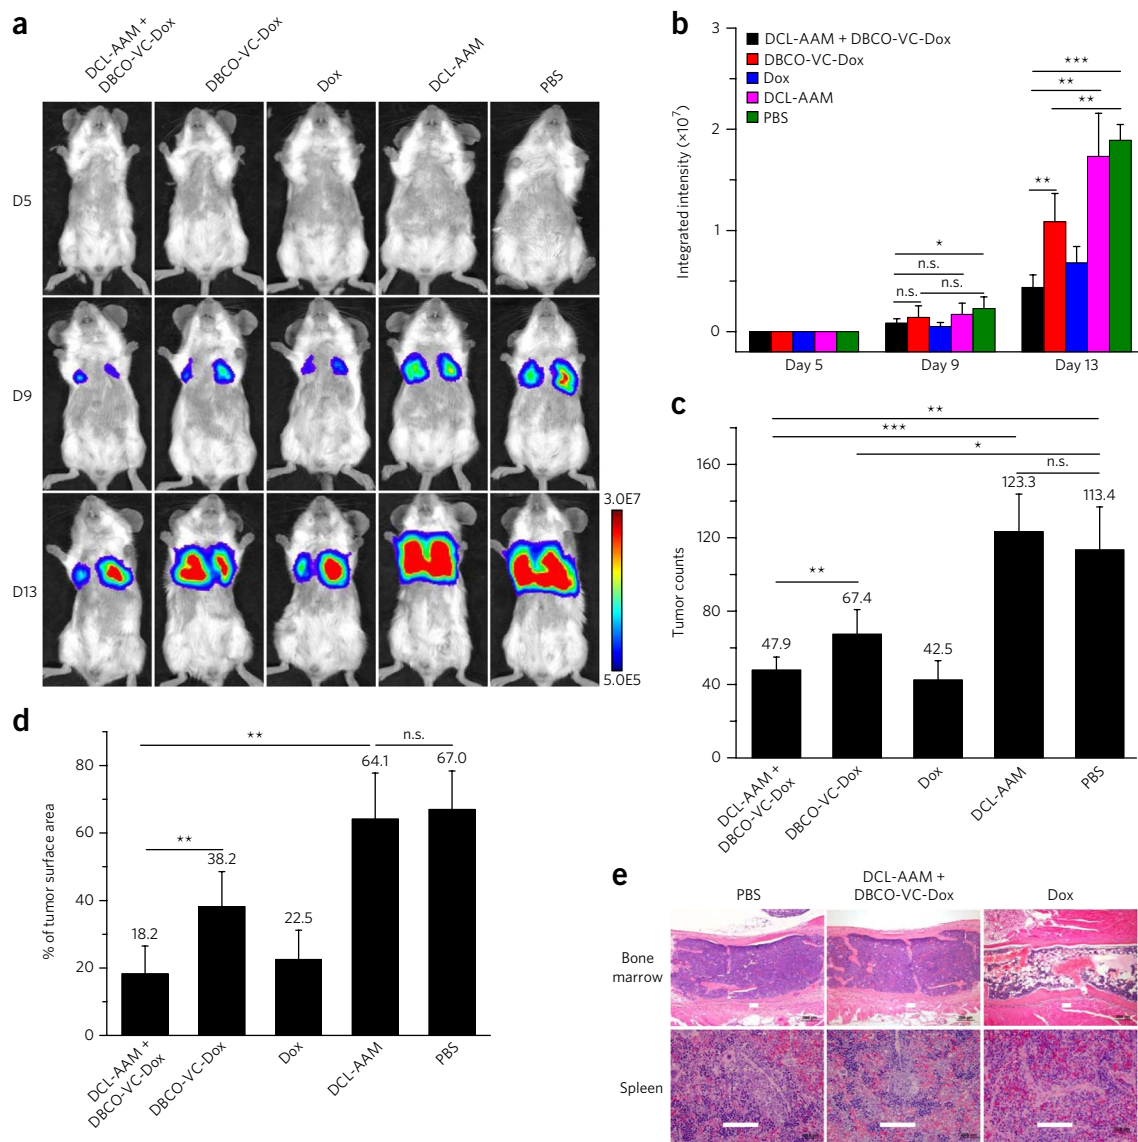 a
DCL-AAM +
DBCO-VC-Dox
DBCO-VC-Dox
Dox
DCL-AAM
PBS
D5
D9
D13
3.0E7
5.0E5
b
3
2
1
0
Integrated intensity (×10⁷)
DCL-AAM + DBCO-VC-Dox
DBCO-VC-Dox
Dox
DCL-AAM
PBS
***
**
**
**
*
n.s.
n.s.
n.s.
Day 5
Day 9
Day 13
c
**
***
*
n.s.
**
160
120
80
40
0
Tumor counts
47.9
67.4
42.5
123.3
113.4
DCL-AAM +
DBCO-VC-Dox
DBCO-VC-Dox
Dox
DCL-AAM
PBS
d
**
n.s.
**
80
60
40
20
0
% of tumor surface area
18.2
38.2
22.5
64.1
67.0
DCL-AAM +
DBCO-VC-Dox
DBCO-VC-Dox
Dox
DCL-AAM
PBS
e
PBS
DCL-AAM +
DBCO-VC-Dox
Dox
Bone
marrow
Spleen